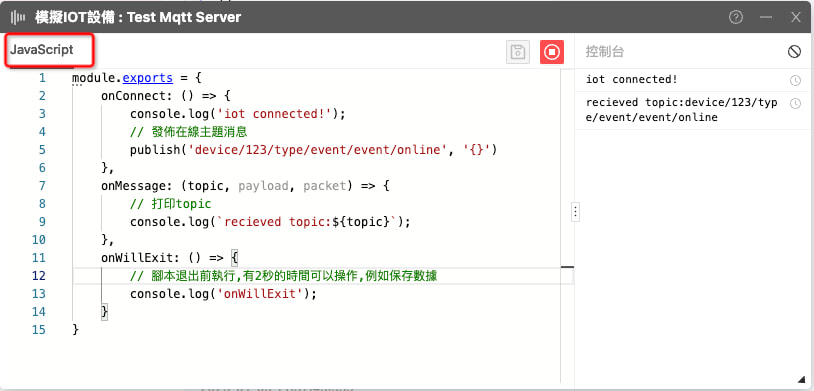 模擬IOT設備 : Test Mqtt Server
JavaScript
1 module.exports = {
2 onConnect: () => {
3 console.log('iot connected!');
4 // 發佈在線主題消息
5 publish('device/123/type/event/event/online', '{}')
6 },
7 onMessage: (topic, payload, packet) => {
8 // 打印topic
9 console.log(`recieved topic:${topic}`);
10 },
11 onWillExit: () => {
12 // 腳本退出前執行,有2秒的時間可以操作,例如保存數據
13 console.log('onWillExit');
14 }
15 }
控制台
iot connected!
recieved topic:device/123/typ
e/event/event/online